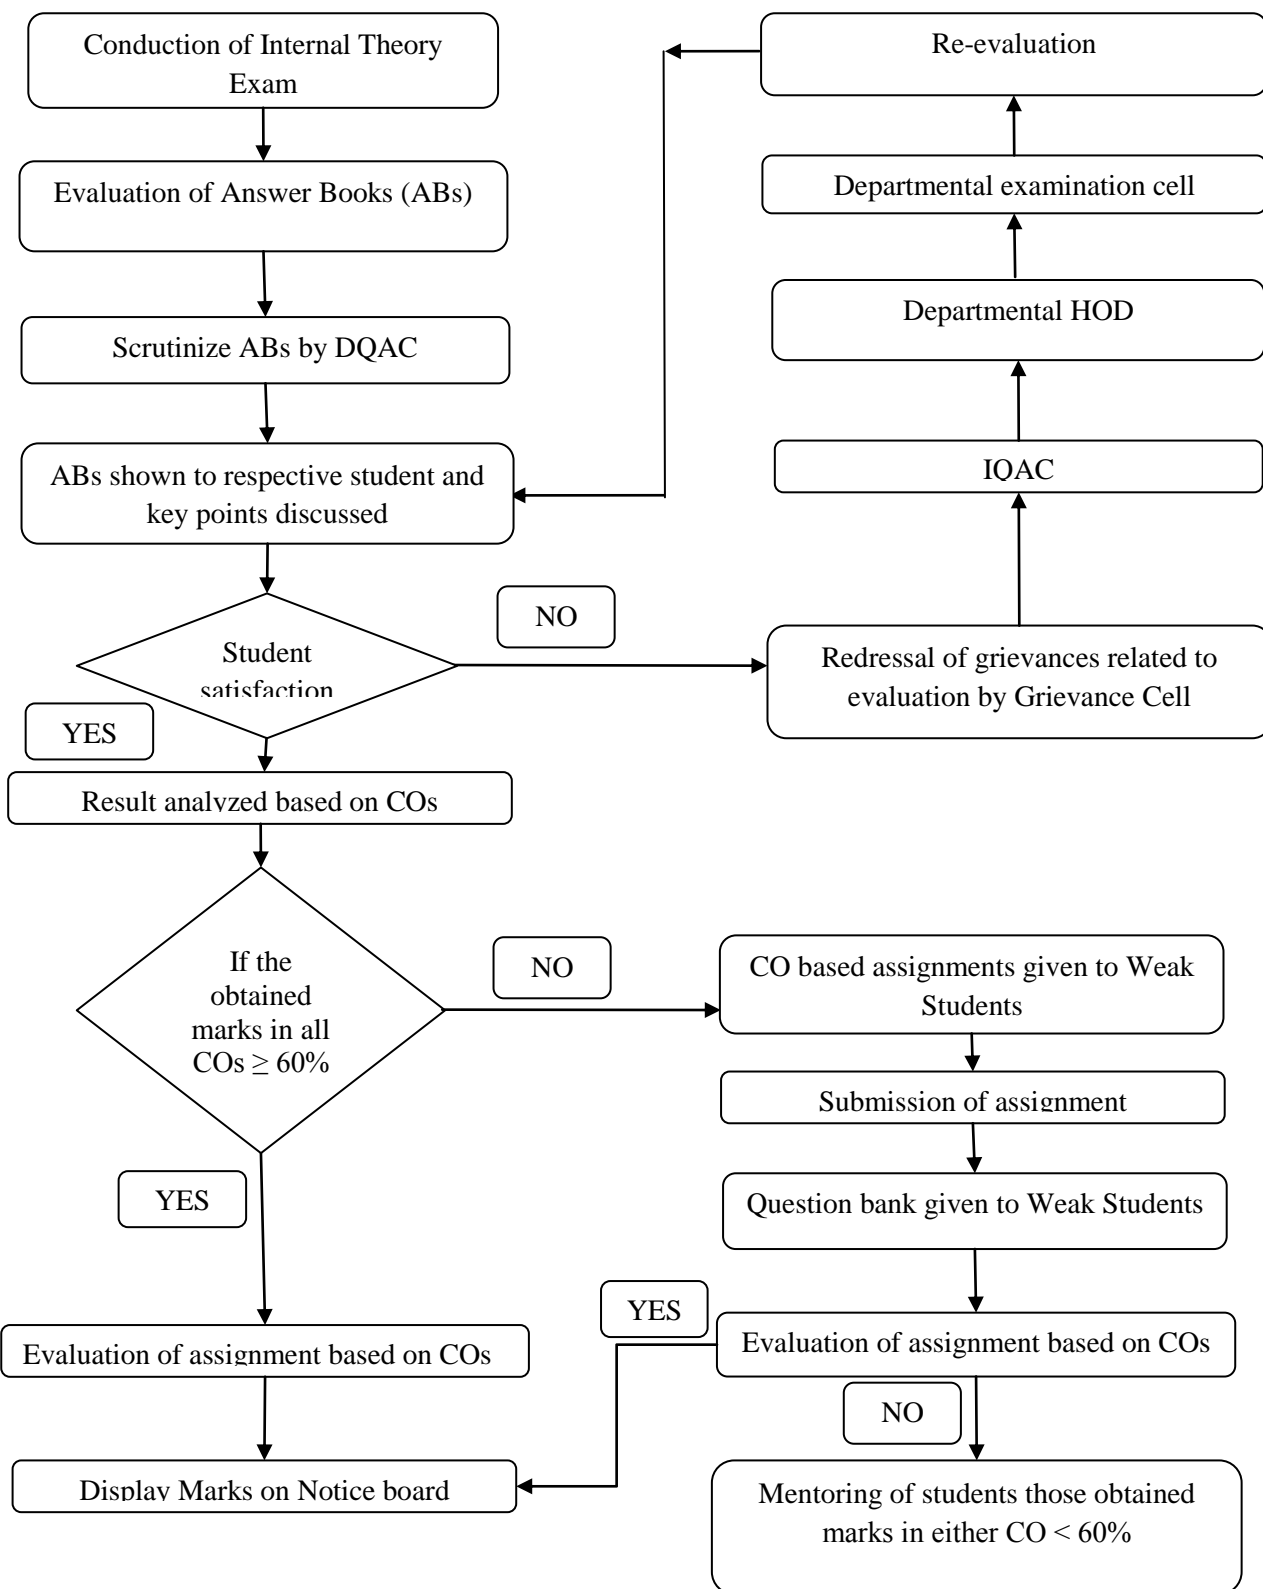 Conduction of Internal Theory
Exam
Re-evaluation
Evaluation of Answer Books (ABs)
Departmental examination cell
Scrutinize ABs by DQAC
Departmental HOD
ABs shown to respective student and
key points discussed
IQAC
NO
Student
satisfaction
Redressal of grievances related to
evaluation by Grievance Cell
YES
Result analyzed based on COs
If the
obtained
marks in all
COs ≥ 60%
NO
CO based assignments given to Weak
Students
Submission of assignment
YES
Question bank given to Weak Students
YES
Evaluation of assignment based on COs
Evaluation of assignment based on COs
NO
Display Marks on Notice board
Mentoring of students those obtained
marks in either CO < 60%